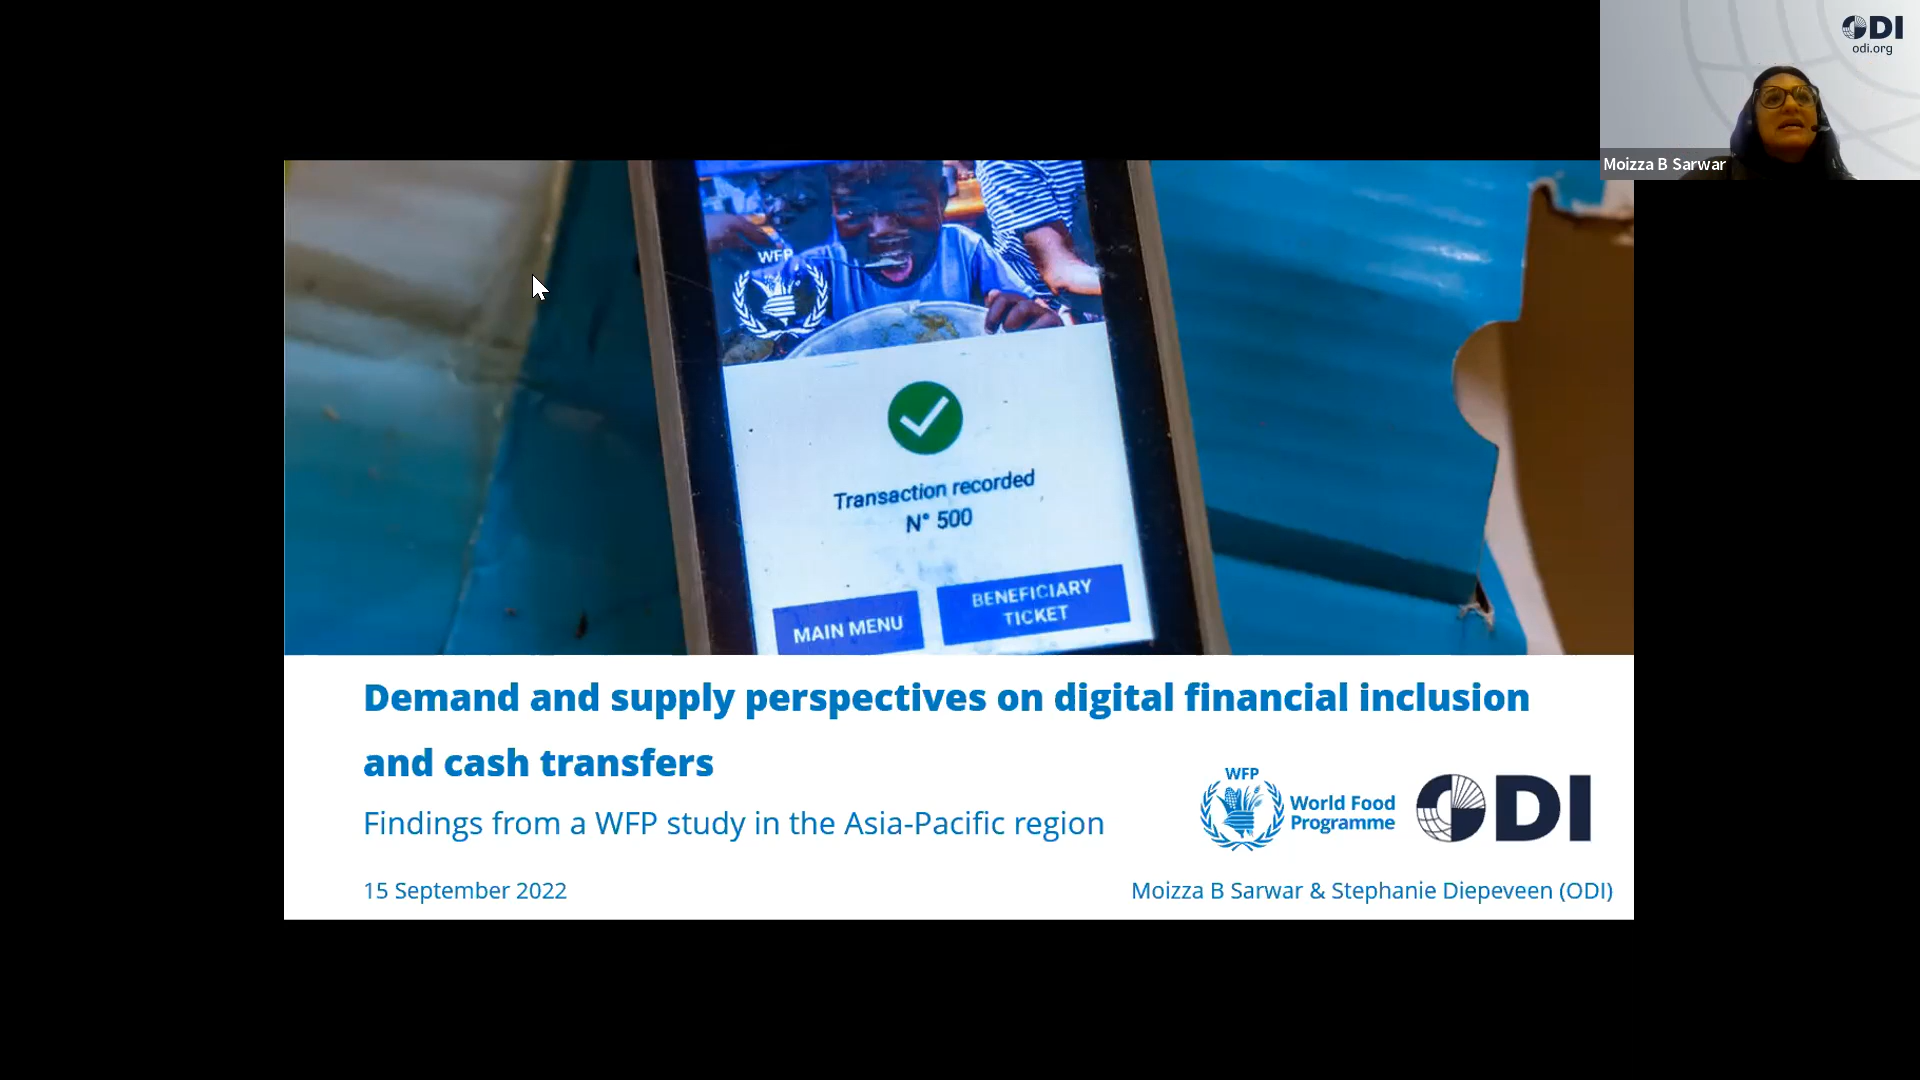 ODI
odi.org
Moizza B Sarwar
WFP
Transaction recorded
N° 500
MAIN MENU
BENEFICIARY
TICKET
Demand and supply perspectives on digital financial inclusion
and cash transfers
Findings from a WFP study in the Asia-Pacific region
WFP
World Food
Programme
ODI
15 September 2022
Moizza B Sarwar & Stephanie Diepeveen (ODI)